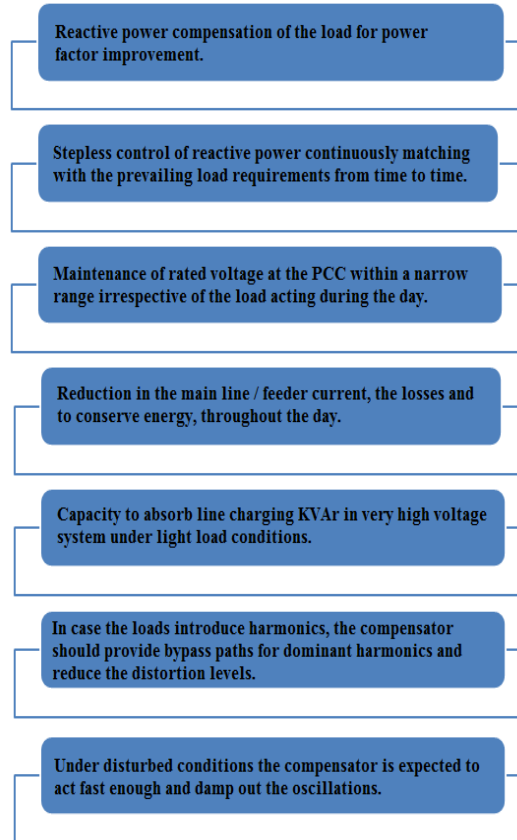 Reactive power compensation of the load for power
factor improvement.
Stepless control of reactive power continuously matching
with the prevailing load requirements from time to time.
Maintenance of rated voltage at the PCC within a narrow
range irrespective of the load acting during the day.
Reduction in the main line / feeder current, the losses and
to conserve energy, throughout the day.
Capacity to absorb line charging KVAr in very high voltage
system under light load conditions.
In case the loads introduce harmonics, the compensator
should provide bypass paths for dominant harmonics and
reduce the distortion levels.
Under disturbed conditions the compensator is expected to
act fast enough and damp out the oscillations.